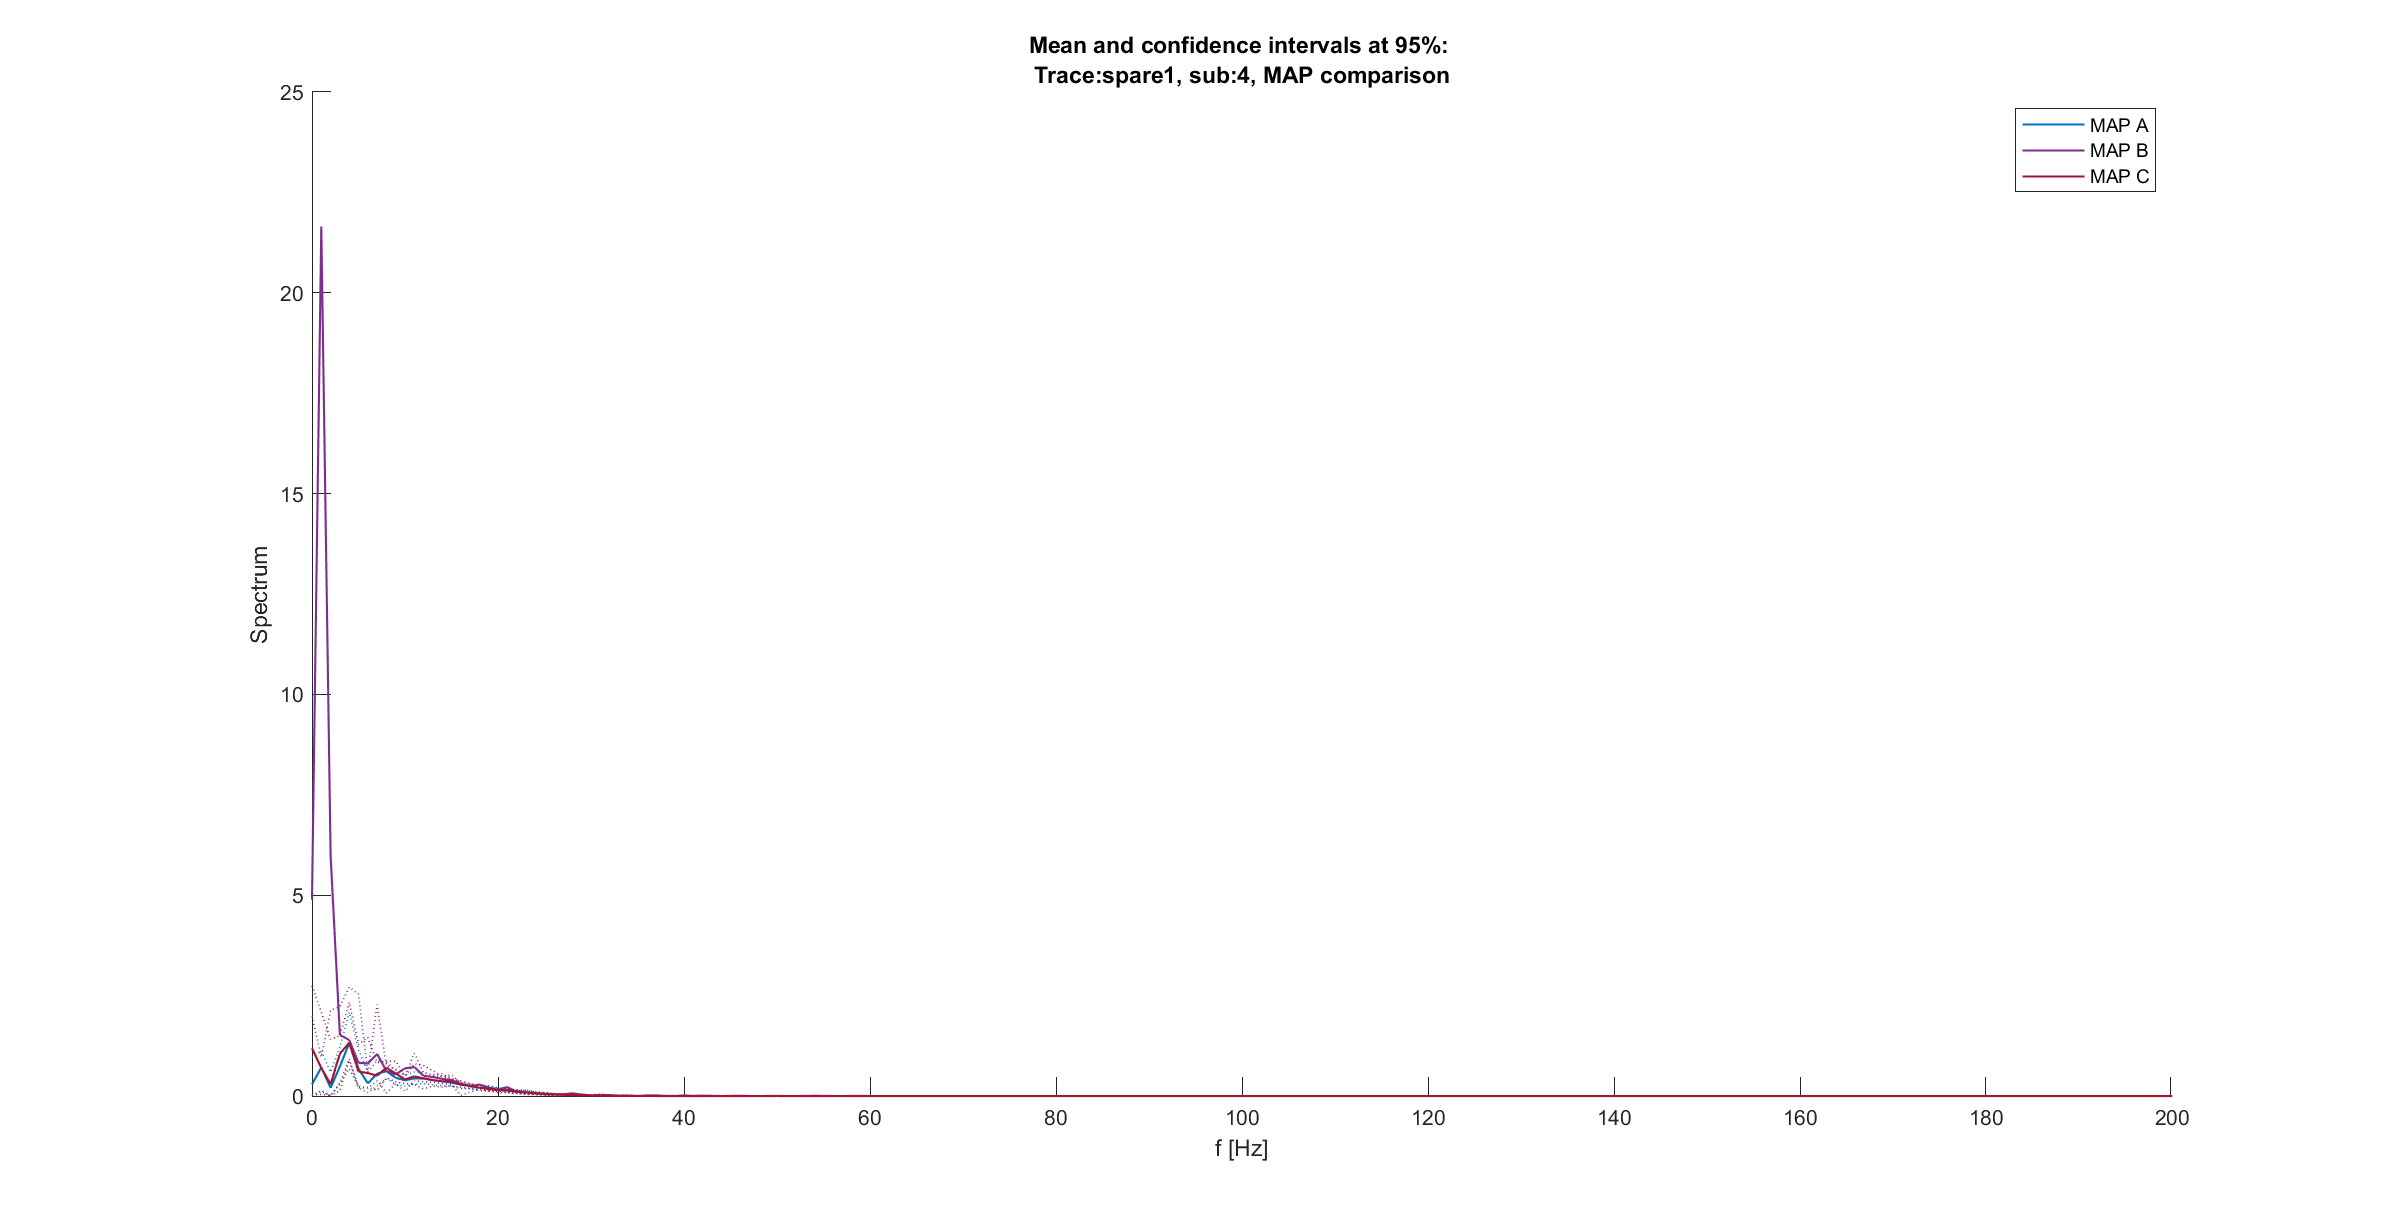 Mean and confidence intervals at 95%:
Trace:spare1, sub:4, MAP comparison
25
20
15
10
5
0
Spectrum
MAP A
MAP B
MAP C
0 20 40 60 80 100 120 140 160 180 200
f [Hz]